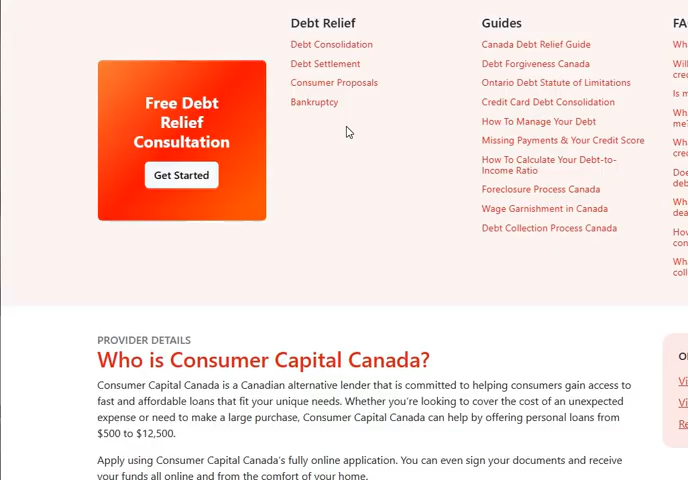 Free Debt
Relief
Consultation
Get Started
Debt Relief
Debt Consolidation
Debt Settlement
Consumer Proposals
Bankruptcy
Guides
Canada Debt Relief Guide
Debt Forgiveness Canada
Ontario Debt Statute of Limitations
Credit Card Debt Consolidation
How To Manage Your Debt
Missing Payments & Your Credit Score
How To Calculate Your Debt-to-
Income Ratio
Foreclosure Process Canada
Wage Garnishment in Canada
Debt Collection Process Canada
PROVIDER DETAILS
Who is Consumer Capital Canada?
Consumer Capital Canada is a Canadian alternative lender that is committed to helping consumers gain access to
fast and affordable loans that fit your unique needs. Whether you're looking to cover the cost of an unexpected
expense or need to make a large purchase, Consumer Capital Canada can help by offering personal loans from
$500 to $12,500.
Apply using Consumer Capital Canada's fully online application. You can even sign your documents and receive
your funds all online and from the comfort of your home.